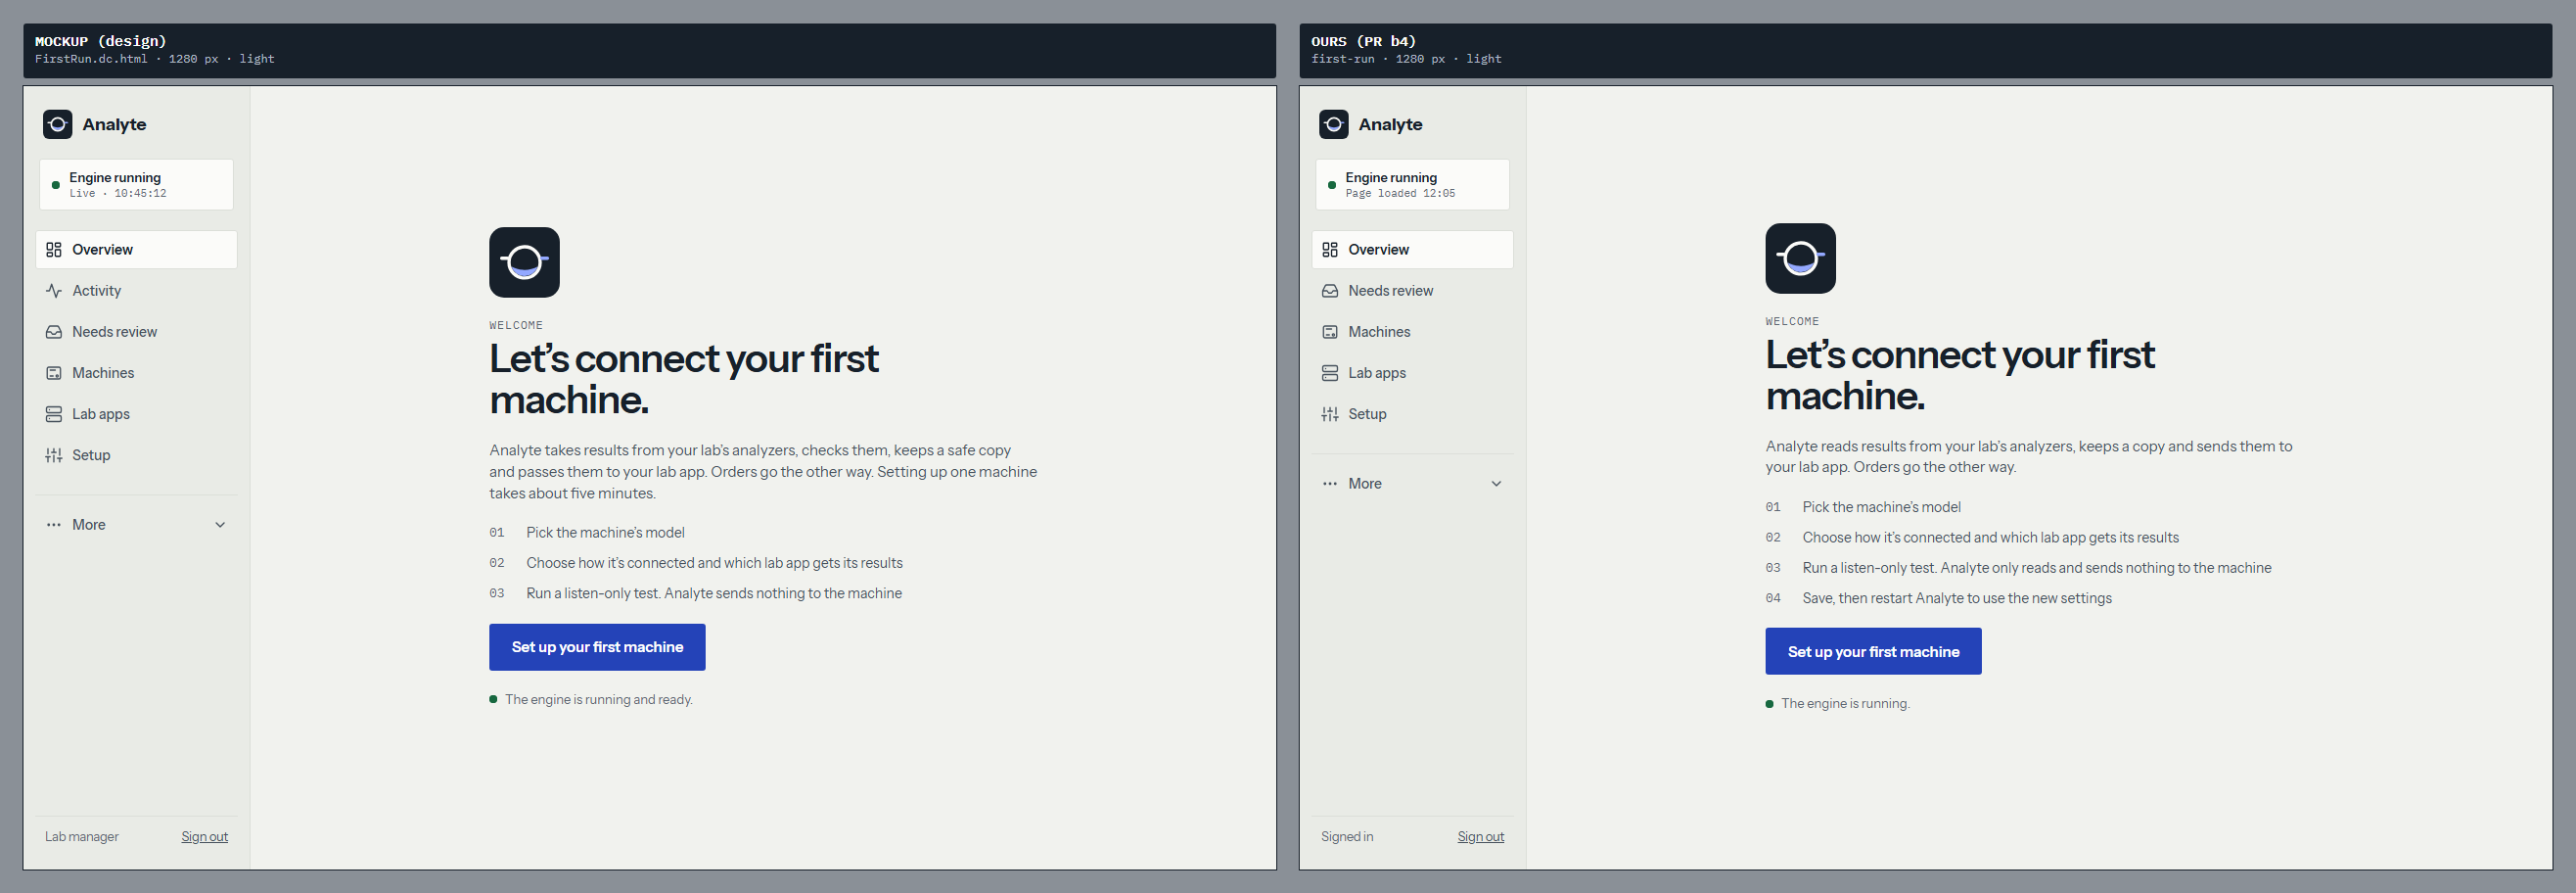 MOCKUP (design)
FirstRun.dc.html · 1280 px · light
Analyte
Engine running
Live · 10:45:12
Overview
Activity
Needs review
Machines
Lab apps
Setup
More
Lab manager
Sign out
WELCOME
Let’s connect your first
machine.
Analyte takes results from your lab’s analyzers, checks them, keeps a safe copy
and passes them to your lab app. Orders go the other way. Setting up one machine
takes about five minutes.
01 Pick the machine’s model
02 Choose how it’s connected and which lab app gets its results
03 Run a listen-only test. Analyte sends nothing to the machine
Set up your first machine
The engine is running and ready.
OURS (PR b4)
first-run · 1280 px · light
Analyte
Engine running
Page loaded 12:05
Overview
Needs review
Machines
Lab apps
Setup
More
Signed in
Sign out
WELCOME
Let’s connect your first
machine.
Analyte reads results from your lab’s analyzers, keeps a copy and sends them to
your lab app. Orders go the other way.
01 Pick the machine’s model
02 Choose how it’s connected and which lab app gets its results
03 Run a listen-only test. Analyte only reads and sends nothing to the machine
04 Save, then restart Analyte to use the new settings
Set up your first machine
The engine is running.